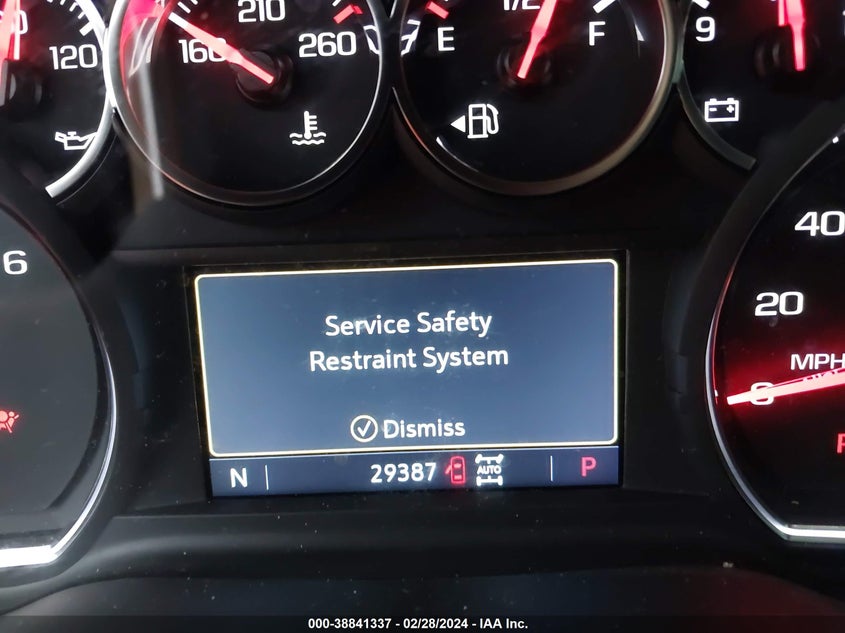 120
160
210
260
E
1/2
F
9
6
40
20
0
MPH
Service Safety
Restraint System
Dismiss
N 29387 AUTO P
000-38841337 - 02/28/2024 - IAA Inc.